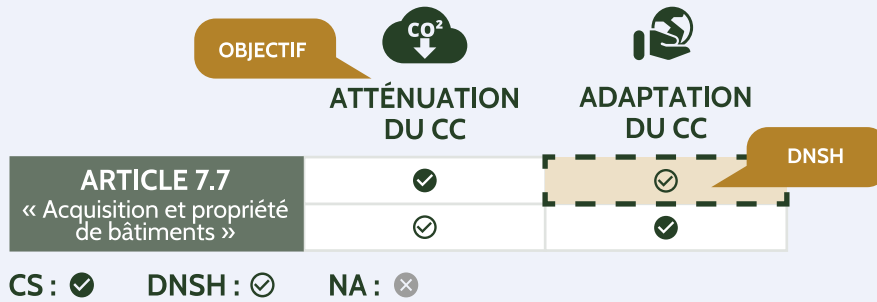 CO²
OBJECTIF
ATTÉNUATION
DU CC
ADAPTATION
DU CC
DNSH
ARTICLE 7.7
« Acquisition et propriété
de bâtiments »
CS :
DNSH :
NA :